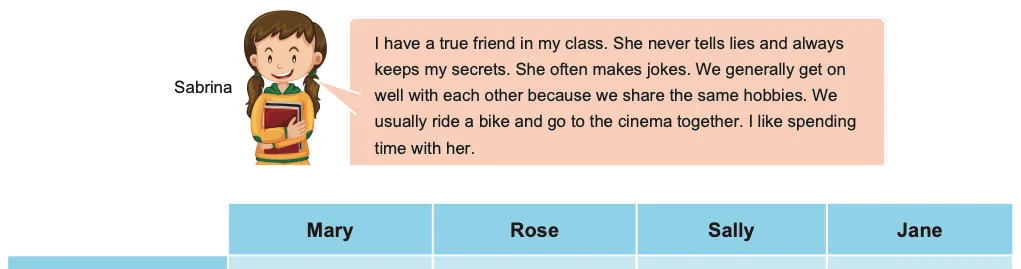 Sabrina
I have a true friend in my class. She never tells lies and always
keeps my secrets. She often makes jokes. We generally get on
well with each other because we share the same hobbies. We
usually ride a bike and go to the cinema together. I like spending
time with her.
Mary Rose Sally Jane